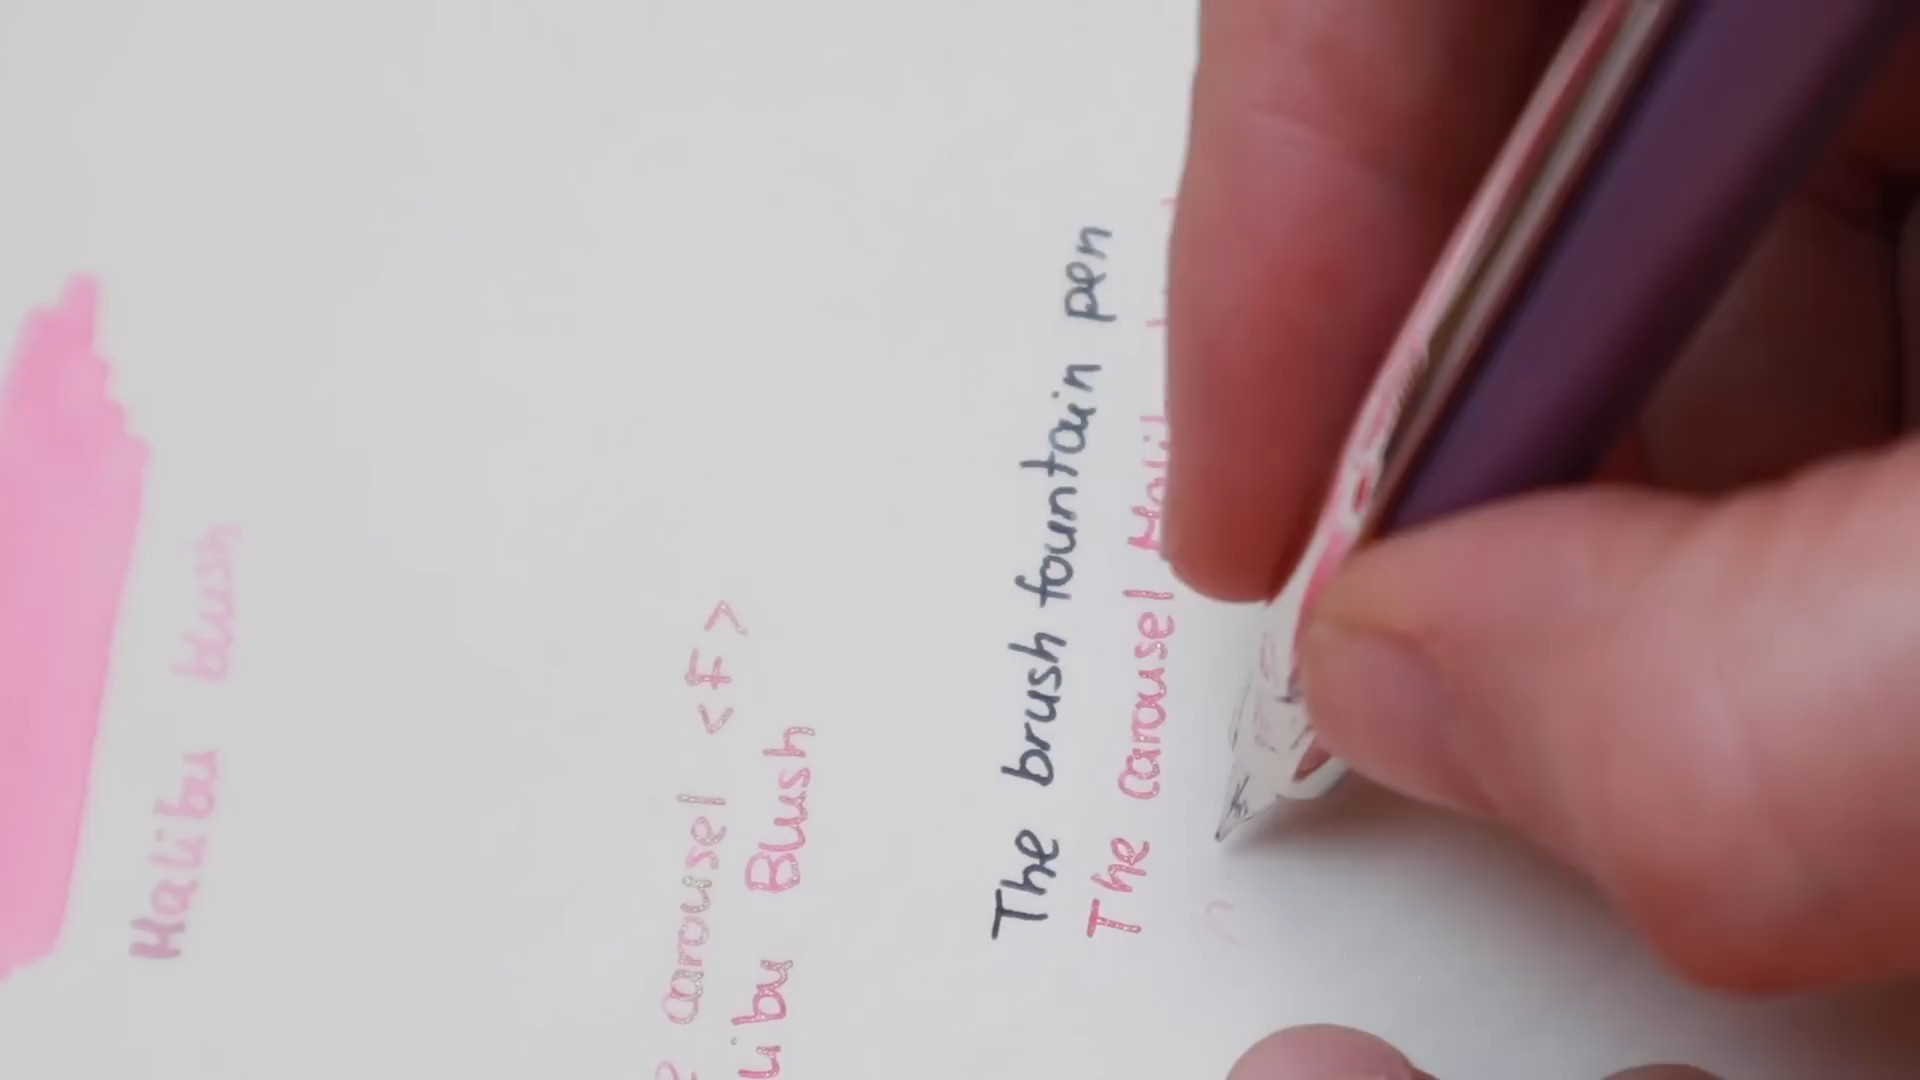 Malibu blush
carousel <F>
Blush
The brush fountain pen
The carousel